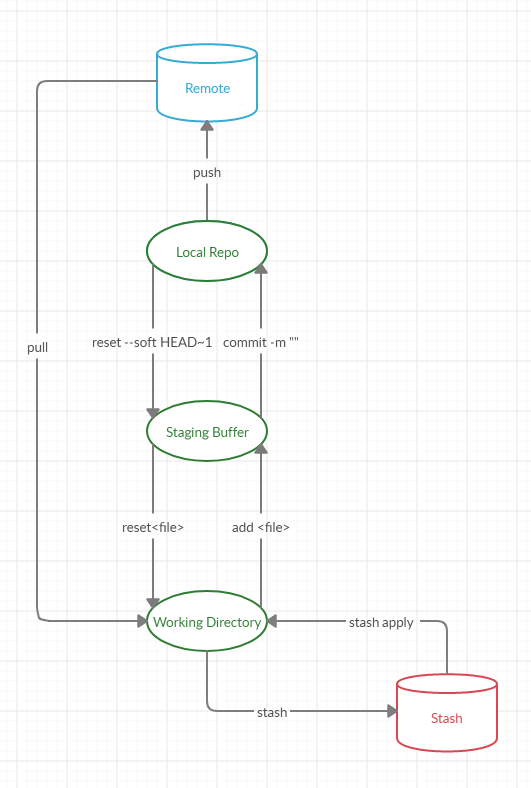 Remote
push
Local Repo
reset --soft HEAD~1
commit -m ""
pull
Staging Buffer
reset<file>
add <file>
Working Directory
stash apply
stash
Stash